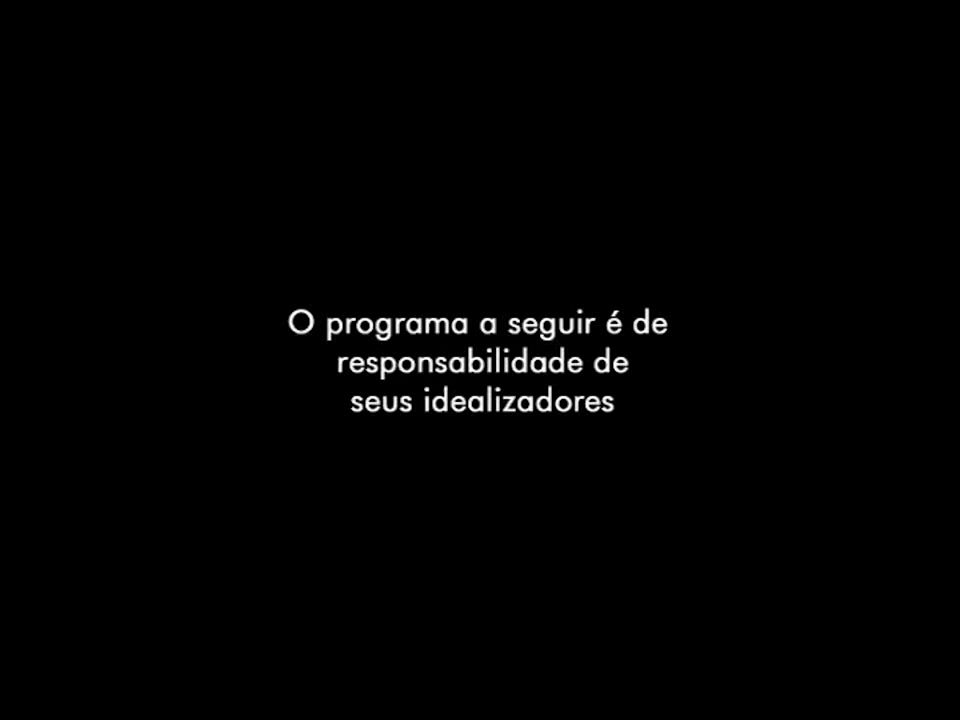 O programa a seguir é de
responsabilidade de
seus idealizadores